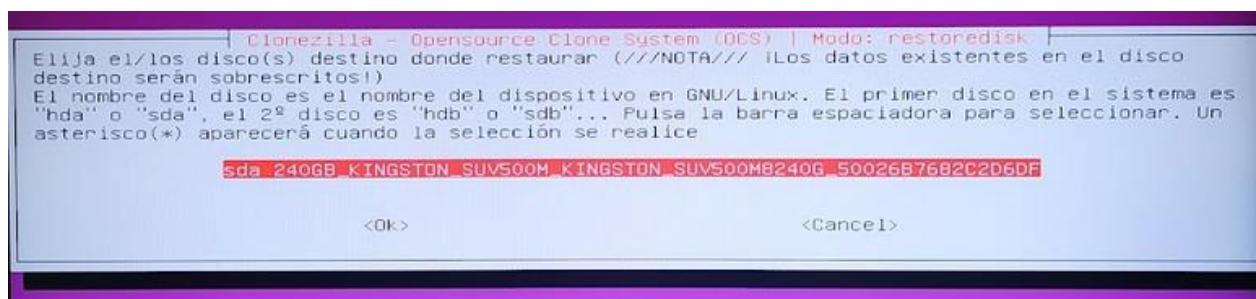 Clonezilla - Opensource Clone System (OCS) | Modo: restoredisk
Elija el/los disco(s) destino donde restaurar (///NOTA/// ¡Los datos existentes en el disco
destino serán sobrescritos!)
El nombre del disco es el nombre del dispositivo en GNU/Linux. El primer disco en el sistema es
"hda" o "sda", el 2º disco es "hdb" o "sdb"... Pulsa la barra espaciadora para seleccionar. Un
asterisco(*) aparecerá cuando la selección se realice
sda 240GB_KINGSTON_SUV500M_KINGSTON_SUV500M8240G_50026B7682C2D6DF
<Ok> <Cancel>